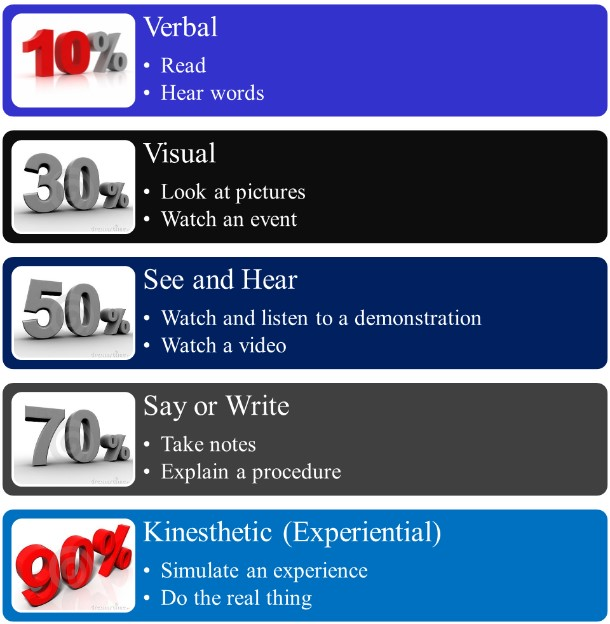 10%
Verbal
• Read
• Hear words
30%
Visual
• Look at pictures
• Watch an event
50%
See and Hear
• Watch and listen to a demonstration
• Watch a video
70%
Say or Write
• Take notes
• Explain a procedure
90%
Kinesthetic (Experiential)
• Simulate an experience
• Do the real thing